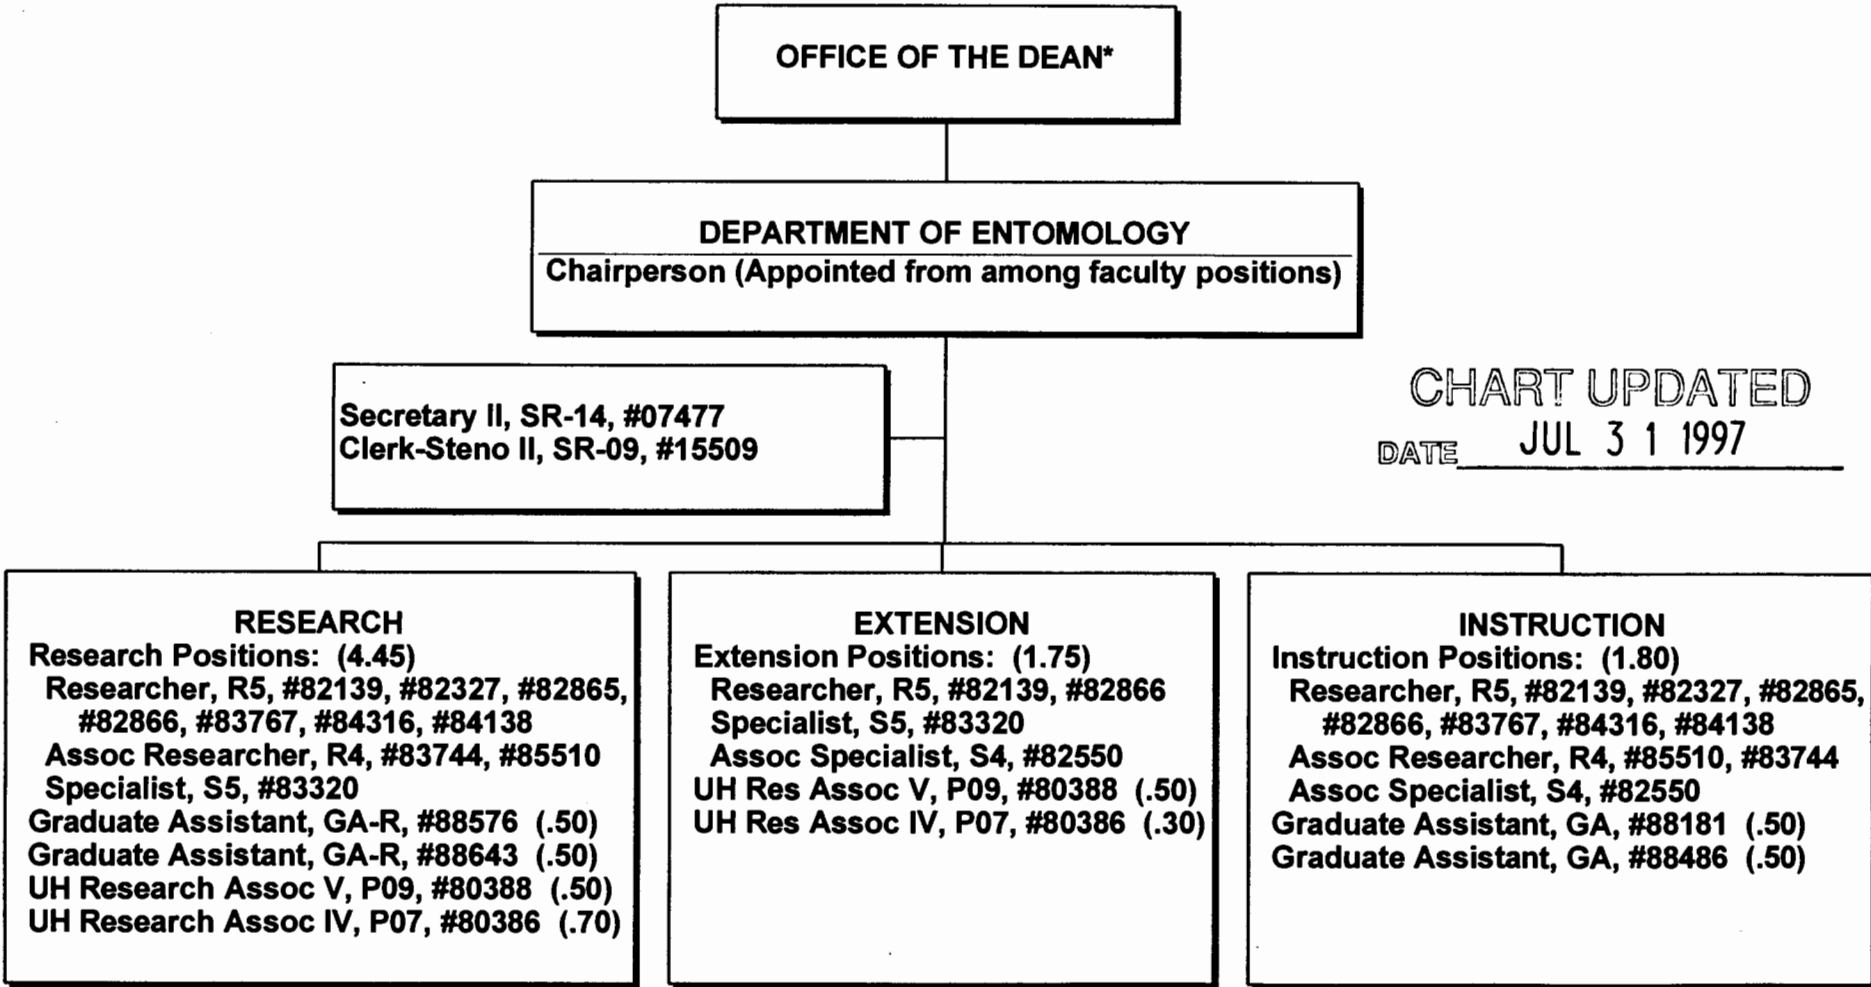 OFFICE OF THE DEAN*
DEPARTMENT OF ENTOMOLOGY
Chairperson (Appointed from among faculty positions)
Secretary II, SR-14, #07477
Clerk-Steno II, SR-09, #15509
CHART UPDATED
DATE JUL 3 1 1997
RESEARCH
Research Positions: (4.45)
Researcher, R5, #82139, #82327, #82865,
#82866, #83767, #84316, #84138
Assoc Researcher, R4, #83744, #85510
Specialist, S5, #83320
Graduate Assistant, GA-R, #88576 (.50)
Graduate Assistant, GA-R, #88643 (.50)
UH Research Assoc V, P09, #80388 (.50)
UH Research Assoc IV, P07, #80386 (.70)
EXTENSION
Extension Positions: (1.75)
Researcher, R5, #82139, #82866
Specialist, S5, #83320
Assoc Specialist, S4, #82550
UH Res Assoc V, P09, #80388 (.50)
UH Res Assoc IV, P07, #80386 (.30)
INSTRUCTION
Instruction Positions: (1.80)
Researcher, R5, #82139, #82327, #82865,
#82866, #83767, #84316, #84138
Assoc Researcher, R4, #85510, #83744
Assoc Specialist, S4, #82550
Graduate Assistant, GA, #88181 (.50)
Graduate Assistant, GA, #88486 (.50)